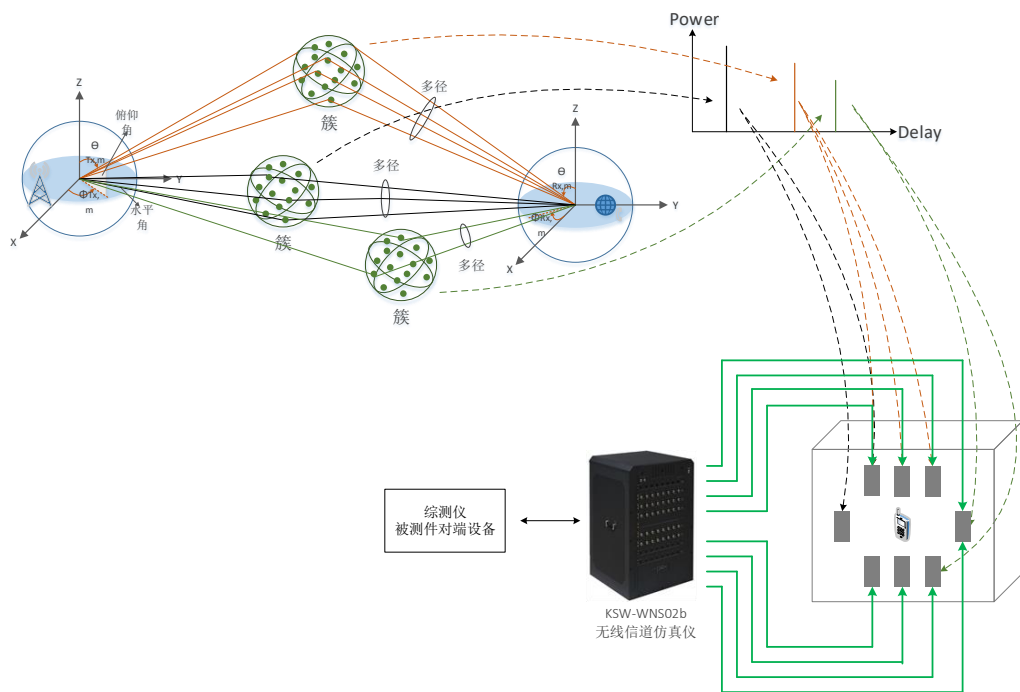 Power
Delay
簇
多径
Z
俯仰
角
Θ
Tx,m
Y
ΦTx,
m
水平
角
X
多径
簇
Z
Θ
Rx,m
Y
ΦRx,
m
X
多径
簇
综测仪
被测件对端设备
KSW-WNS02b
无线信道仿真仪